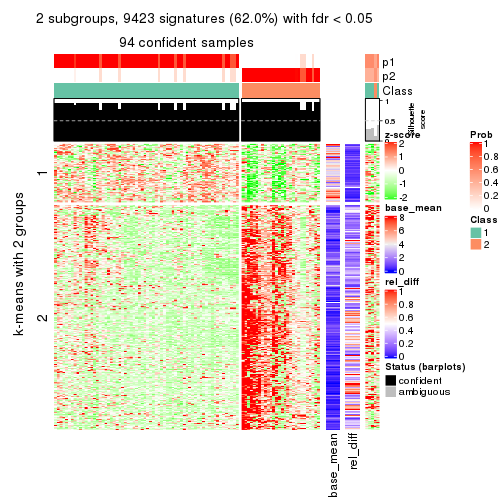 2 subgroups, 9423 signatures (62.0%) with fdr < 0.05
94 confident samples
p1
p2
Class
1
0.5
0
Silhouette
score
k-means with 2 groups
1
2
base_mean
rel_diff
z-score
2
1
0
-1
-2
base_mean
8
6
4
2
0
rel_diff
1
0.8
0.6
0.4
0.2
0
Status (barplots)
confident
ambiguous
Prob
1
0.8
0.6
0.4
0.2
0
Class
1
2